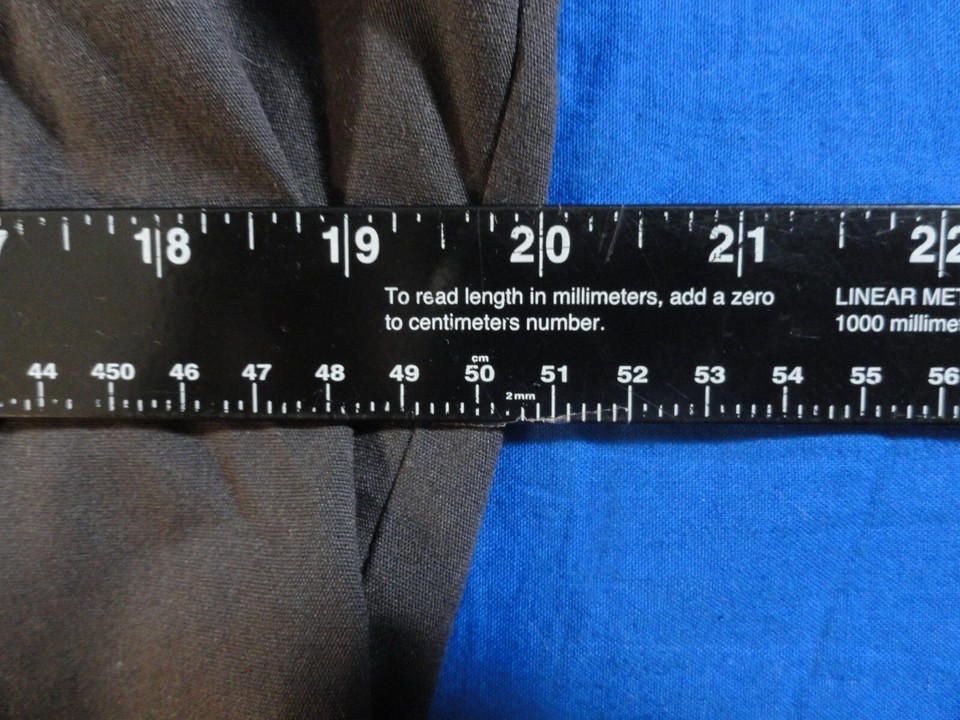 7 18 19 20 21 22
To read length in millimeters, add a zero
to centimeters number.
LINEAR MET
1000 millime
cm
44 450 46 47 48 49 50 51 52 53 54 55 56
2mm